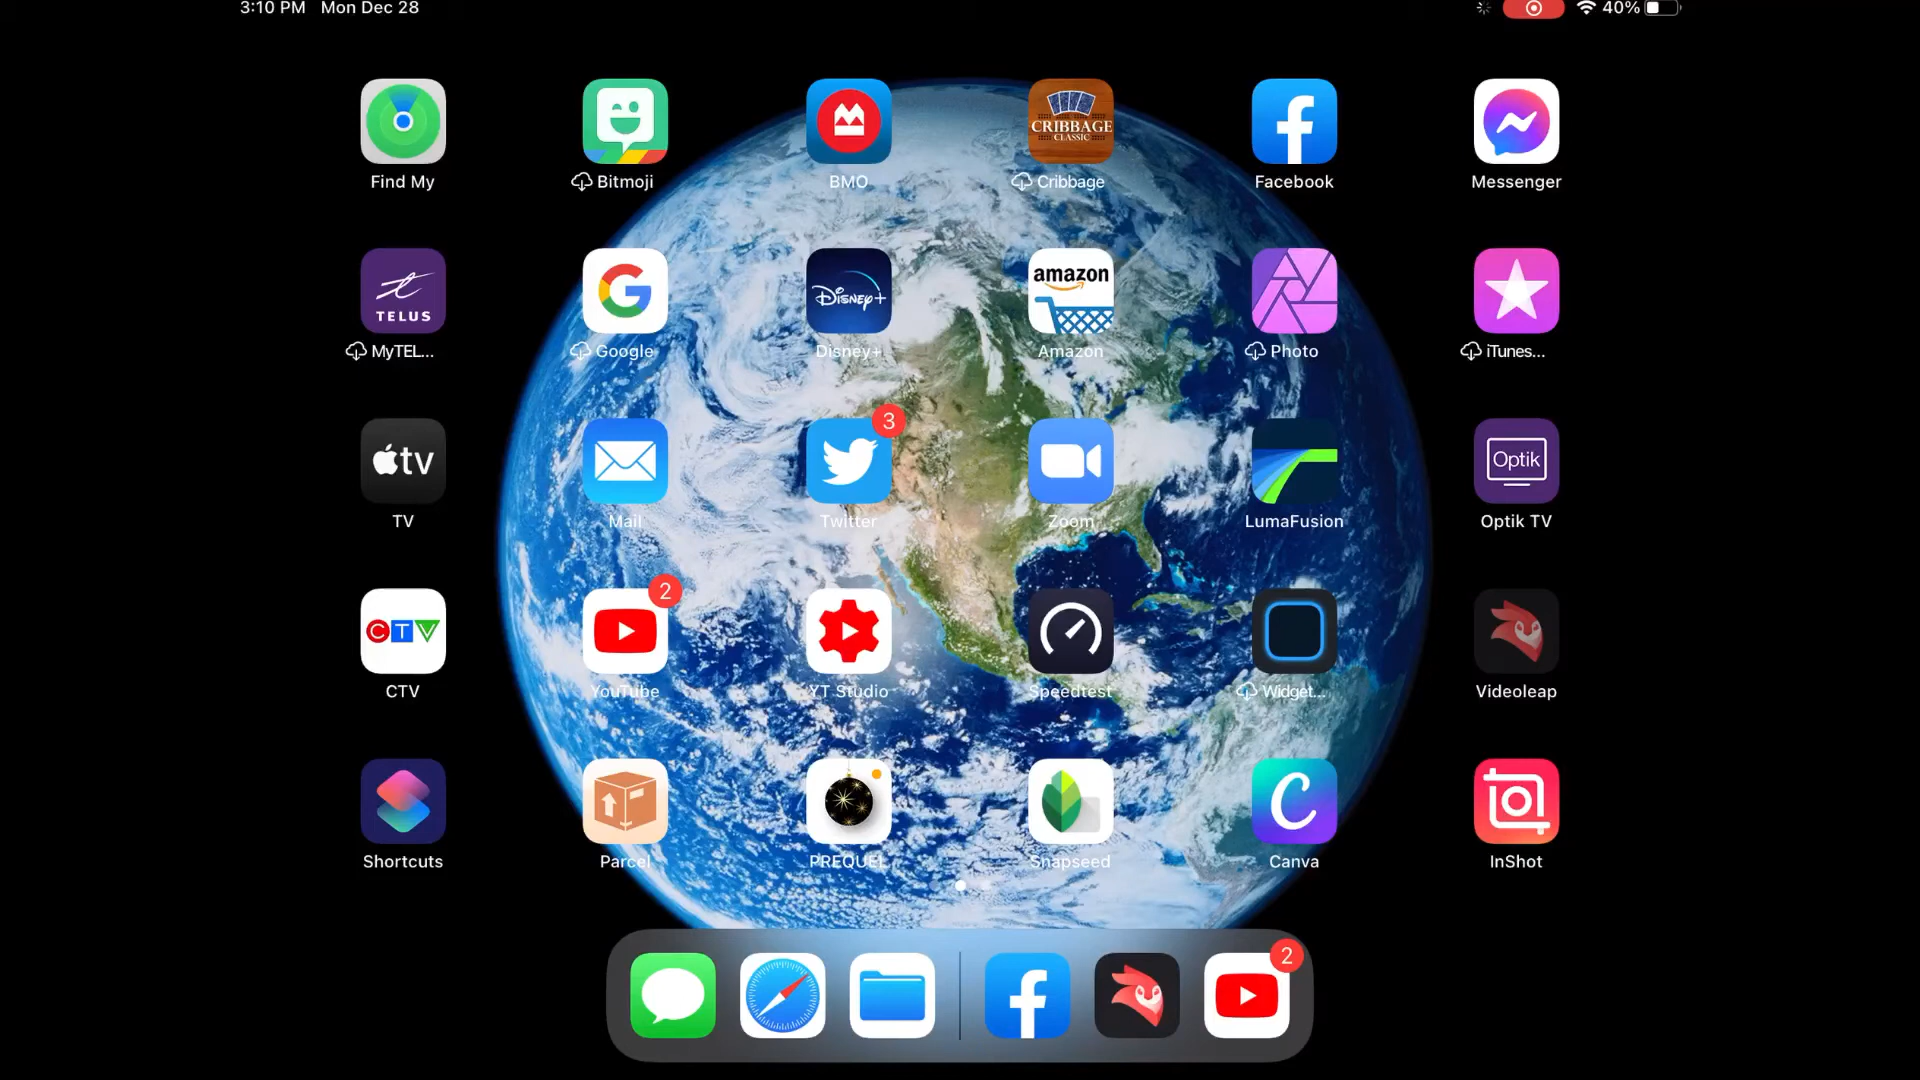 3:10 PM Mon Dec 28
40%
CRIBBAGE
CLASSIC
Find My
Bitmoji
BMO
Cribbage
Facebook
Messenger
TELUS
Disney+
amazon
MyTEL...
Google
Disney+
Amazon
Photo
iTunes...
tv
3
Optik
TV
Mail
Twitter
Zoom
LumaFusion
Optik TV
CTV
2
CTV
YouTube
YT Studio
Speedtest
Widget...
Videoleap
C
Shortcuts
Parcel
PREQUEL
Snapseed
Canva
InShot
2